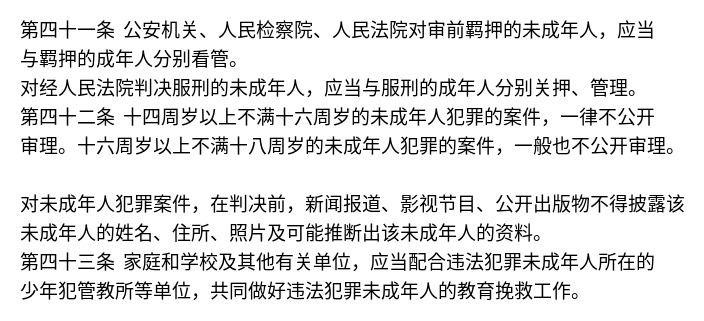 第四十一条 公安机关、人民检察院、人民法院对审前羁押的未成年人，应当
与羁押的成年人分别看管。
对经人民法院判决服刑的未成年人，应当与服刑的成年人分别关押、管理。
第四十二条 十四周岁以上不满十六周岁的未成年人犯罪的案件，一律不公开
审理。十六周岁以上不满十八周岁的未成年人犯罪的案件，一般也不公开审理。
对未成年人犯罪案件，在判决前，新闻报道、影视节目、公开出版物不得披露该
未成年人的姓名、住所、照片及可能推断出该未成年人的资料。
第四十三条 家庭和学校及其他有关单位，应当配合违法犯罪未成年人所在的
少年犯管教所等单位，共同做好违法犯罪未成年人的教育挽救工作。